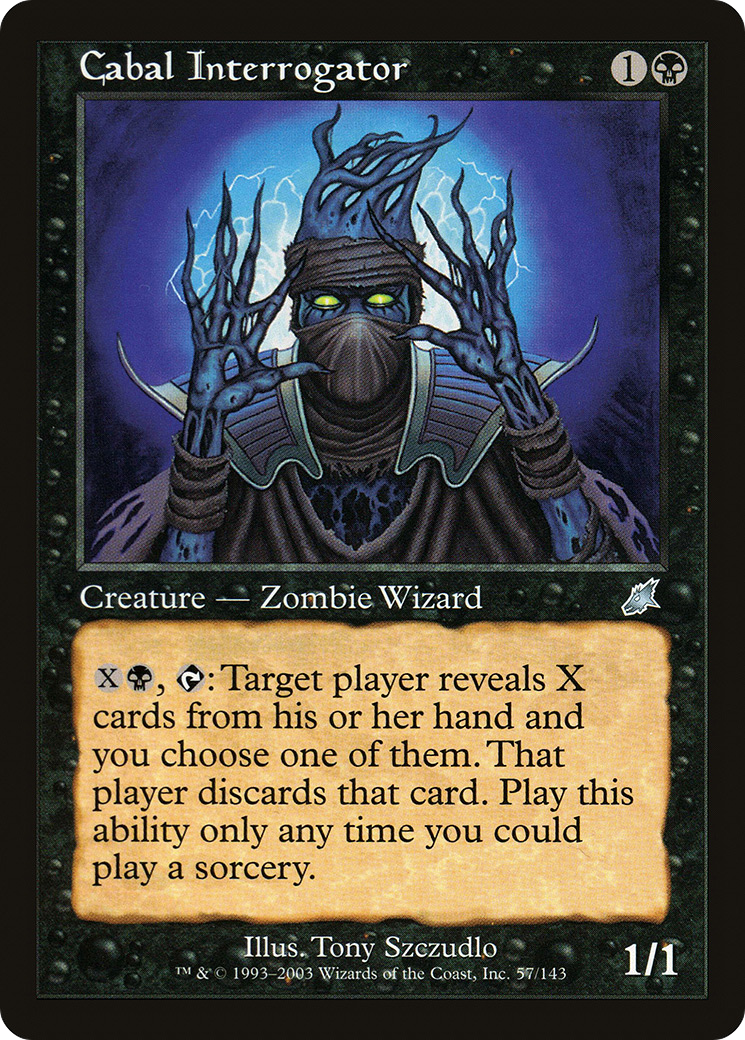 Cabal Interrogator 1
Creature — Zombie Wizard
X, : Target player reveals X
cards from his or her hand and
you choose one of them. That
player discards that card. Play this
ability only any time you could
play a sorcery.
Illus. Tony Szczudlo
™ & © 1993–2003 Wizards of the Coast, Inc. 57/143
1/1